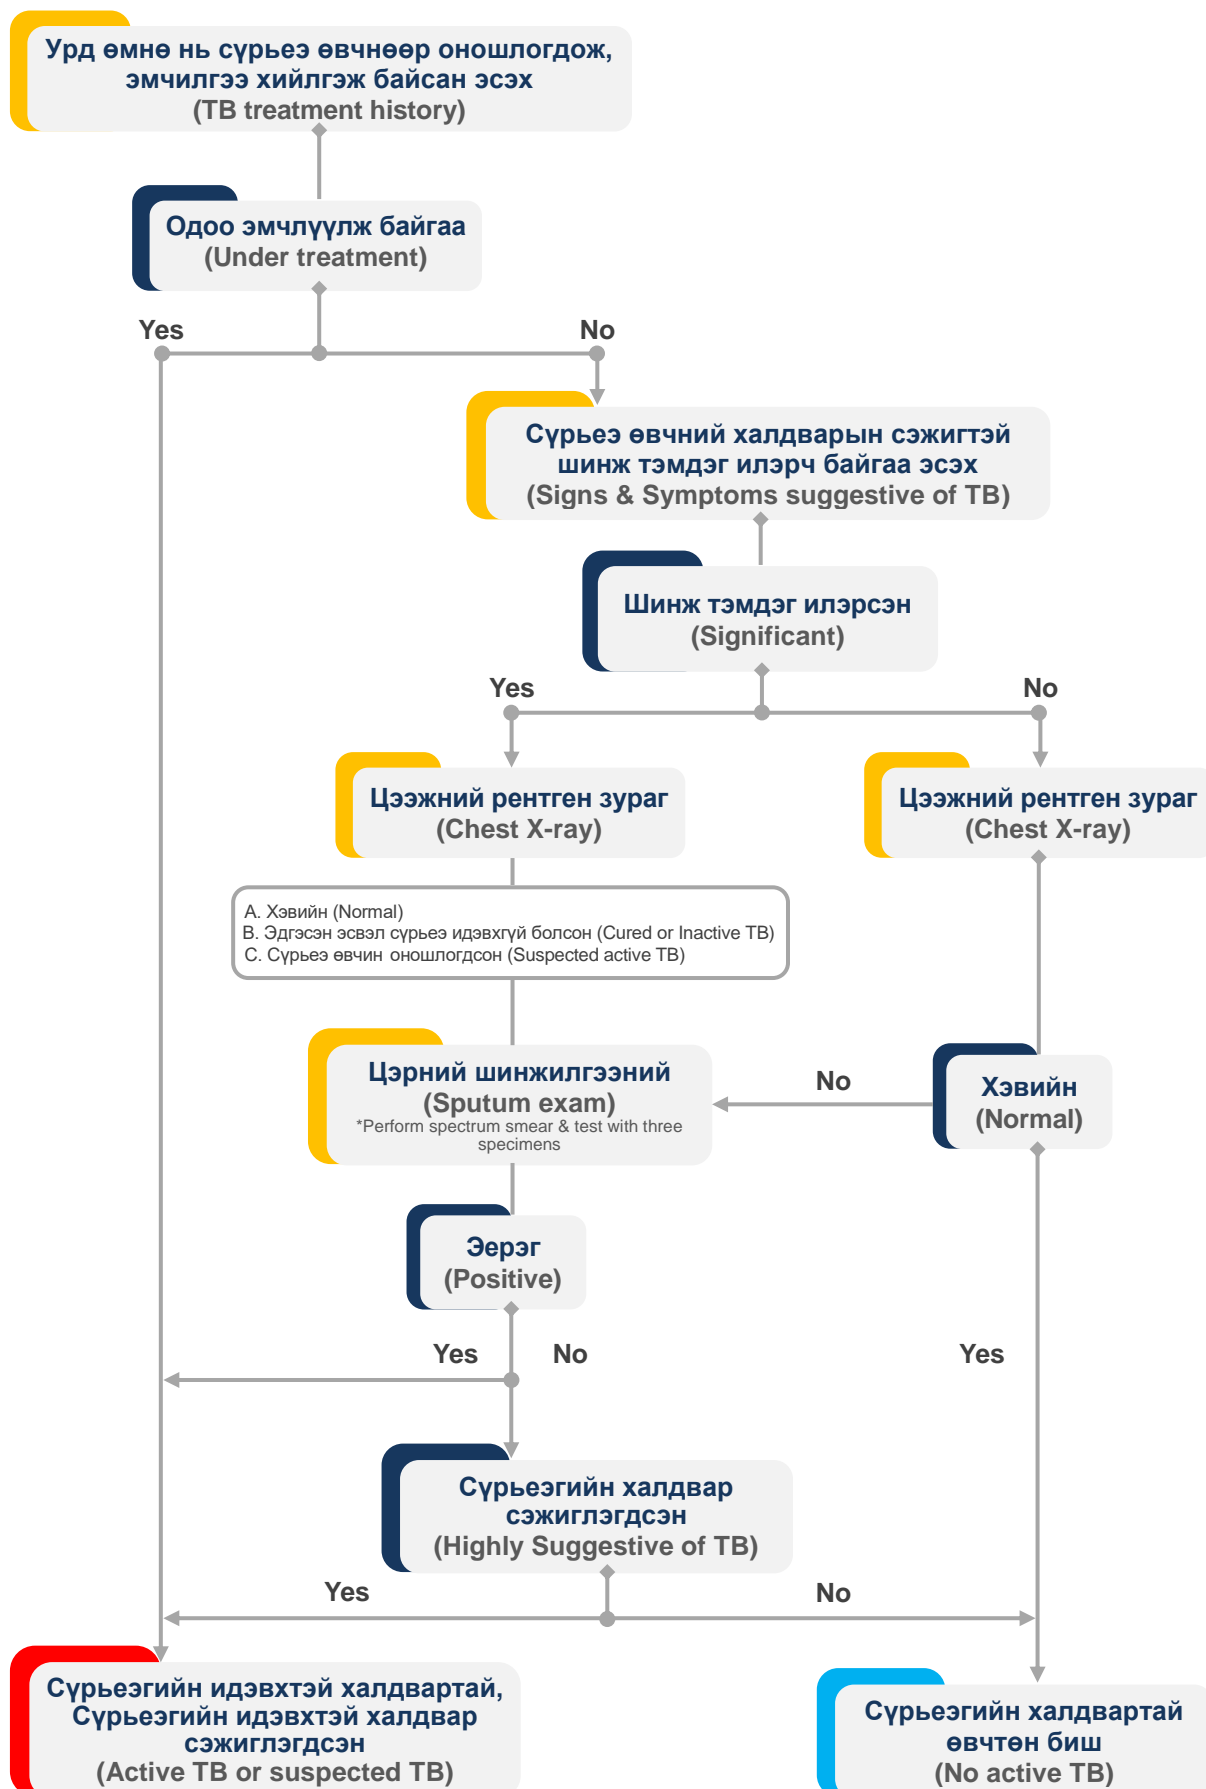 Урд өмнө нь сүрьеэ өвчнөөр оношлогдож,
эмчилгээ хийлгэж байсан эсэх
(TB treatment history)
Одоо эмчлүүлж байгаа
(Under treatment)
Yes
No
Сүрьеэ өвчний халдварын сэжигтэй
шинж тэмдэг илэрч байгаа эсэх
(Signs & Symptoms suggestive of TB)
Шинж тэмдэг илэрсэн
(Significant)
Yes
No
Цээжний рентген зураг
(Chest X-ray)
Цээжний рентген зураг
(Chest X-ray)
A. Хэвийн (Normal)
B. Эдгэсэн эсвэл сүрьеэ идэвхгүй болсон (Cured or Inactive TB)
C. Сүрьеэ өвчин оношлогдсон (Suspected active TB)
Цэрний шинжилгээний
(Sputum exam)
*Perform spectrum smear & test with three
specimens
No
Хэвийн
(Normal)
Эерэг
(Positive)
Yes
No
Yes
Сүрьеэгийн халдвар
сэжиглэгдсэн
(Highly Suggestive of TB)
Yes
No
Сүрьеэгийн идэвхтэй халдвартай,
Сүрьеэгийн идэвхтэй халдвар
сэжиглэгдсэн
(Active TB or suspected TB)
Сүрьеэгийн халдвартай
өвчтөн биш
(No active TB)